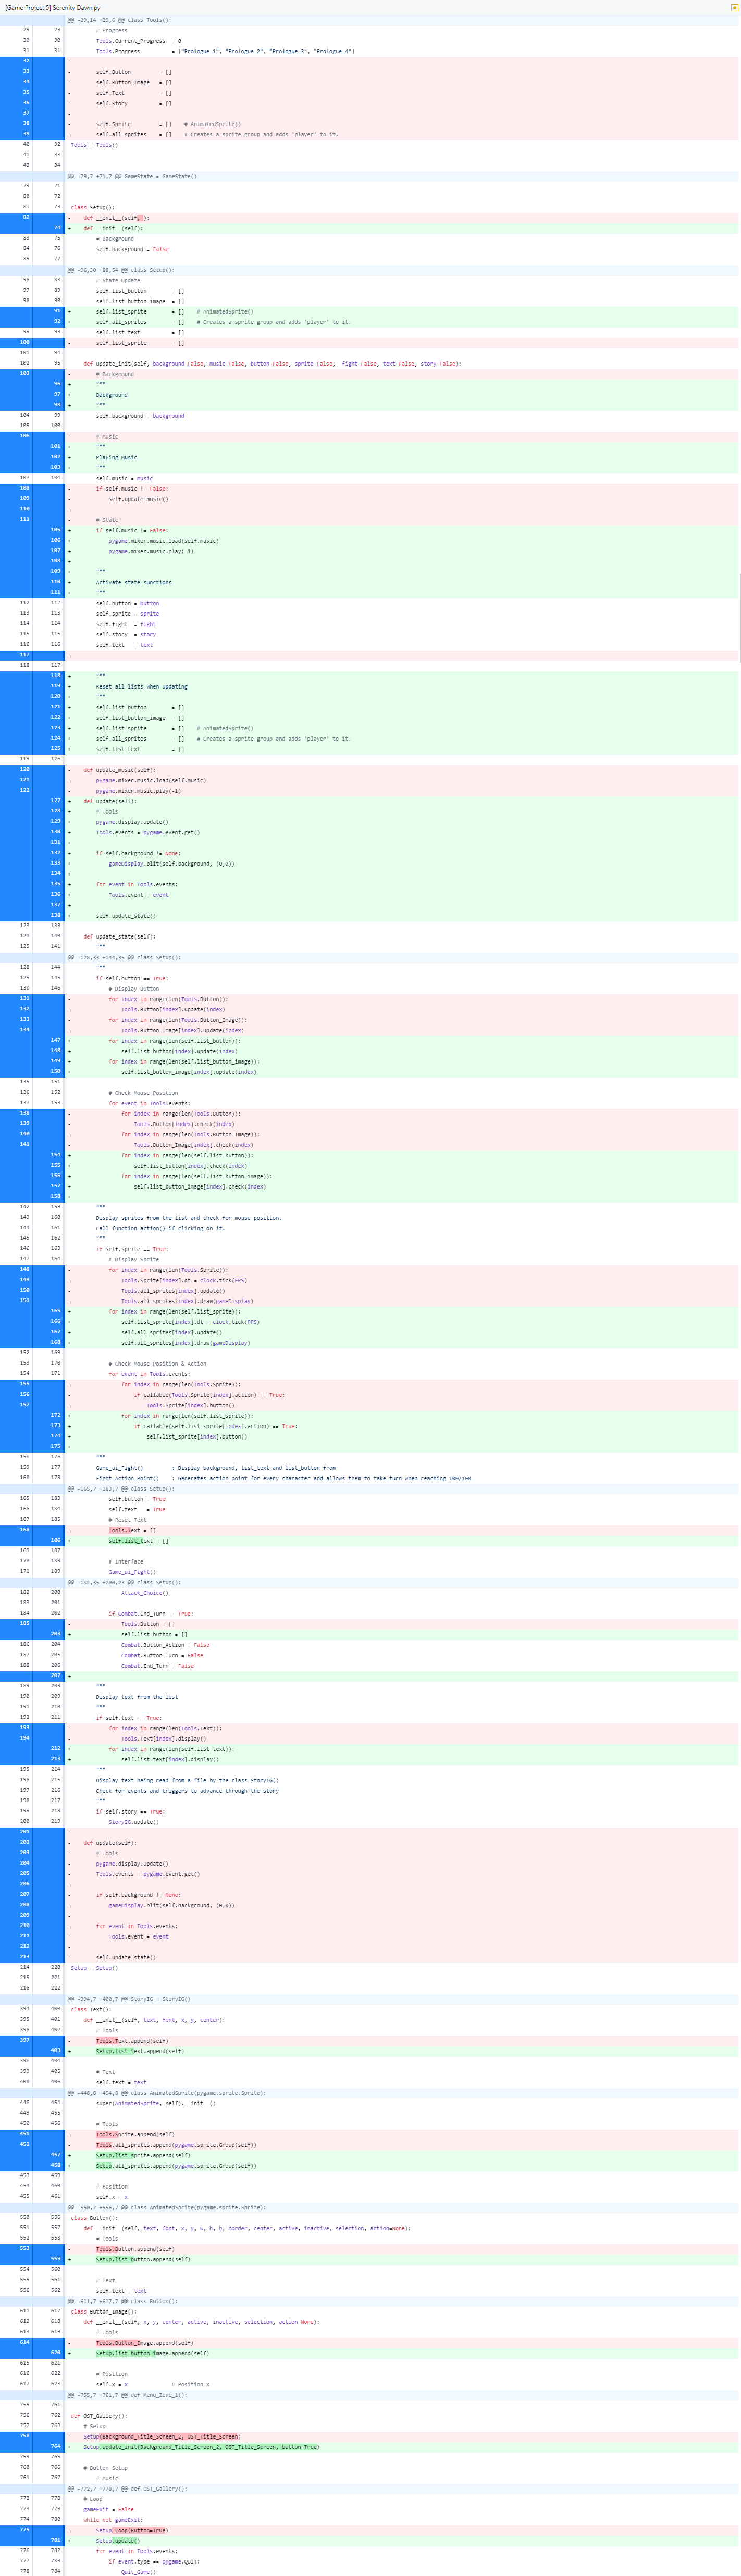 [Game Project 5] Serenity Dawn.py
@@ -29,14 +29,6 @@ class Tools():
29 29 # Progress
30 30 Tools.Current_Progress = 0
31 31 Tools.Progress = ["Prologue_1", "Prologue_2", "Prologue_3", "Prologue_4"]
32 -
33 - self.Button = []
34 - self.Button_Image = []
35 - self.Text = []
36 - self.Story = []
37 -
38 - self.Sprite = [] # AnimatedSprite()
39 - self.all_sprites = [] # Creates a sprite group and adds 'player' to it.
40 32 Tools = Tools()
41 33
42 34
@@ -79,7 +71,7 @@ GameState = GameState()
79 71
80 72
81 73 class Setup():
82 - def __init__(self, ):
74 + def __init__(self):
83 75 # Background
84 76 self.background = False
85 77
@@ -96,30 +88,54 @@ class Setup():
96 88 # State Update
97 89 self.list_button = []
98 90 self.list_button_image = []
91 + self.list_sprite = [] # AnimatedSprite()
92 + self.all_sprites = [] # Creates a sprite group and adds 'player' to it.
99 93 self.list_text = []
100 - self.list_sprite = []
101 94
102 95 def update_init(self, background=False, music=False, button=False, sprite=False, fight=False, text=False, story=False):
103 - # Background
96 + """
97 + Background
98 + """
104 99 self.background = background
105 100
106 - # Music
101 + """
102 + Playing Music
103 + """
107 104 self.music = music
108 - if self.music != False:
109 - self.update_music()
110 -
111 - # State
105 + if self.music != False:
106 + pygame.mixer.music.load(self.music)
107 + pygame.mixer.music.play(-1)
108 +
109 + """
110 + Activate state sunctions
111 + """
112 112 self.button = button
113 113 self.sprite = sprite
114 114 self.fight = fight
115 115 self.story = story
116 116 self.text = text
117 -
118 117
118 + """
119 + Reset all lists when updating
120 + """
121 + self.list_button = []
122 + self.list_button_image = []
123 + self.list_sprite = [] # AnimatedSprite()
124 + self.all_sprites = [] # Creates a sprite group and adds 'player' to it.
125 + self.list_text = []
119 126
120 - def update_music(self):
121 - pygame.mixer.music.load(self.music)
122 - pygame.mixer.music.play(-1)
127 + def update(self):
128 + # Tools
129 + pygame.display.update()
130 + Tools.events = pygame.event.get()
131 +
132 + if self.background != None:
133 + gameDisplay.blit(self.background, (0,0))
134 +
135 + for event in Tools.events:
136 + Tools.event = event
137 +
138 + self.update_state()
123 139
124 140 def update_state(self):
125 141 """
@@ -128,33 +144,35 @@ class Setup():
128 144 """
129 145 if self.button == True:
130 146 # Display Button
131 - for index in range(len(Tools.Button)):
132 - Tools.Button[index].update(index)
133 - for index in range(len(Tools.Button_Image)):
134 - Tools.Button_Image[index].update(index)
147 + for index in range(len(self.list_button)):
148 + self.list_button[index].update(index)
149 + for index in range(len(self.list_button_image)):
150 + self.list_button_image[index].update(index)
135 151
136 152 # Check Mouse Position
137 153 for event in Tools.events:
138 - for index in range(len(Tools.Button)):
139 - Tools.Button[index].check(index)
140 - for index in range(len(Tools.Button_Image)):
141 - Tools.Button_Image[index].check(index)
154 + for index in range(len(self.list_button)):
155 + self.list_button[index].check(index)
156 + for index in range(len(self.list_button_image)):
157 + self.list_button_image[index].check(index)
158 +
142 159 """
143 160 Display sprites from the list and check for mouse position.
144 161 Call function action() if clicking on it.
145 162 """
146 163 if self.sprite == True:
147 164 # Display Sprite
148 - for index in range(len(Tools.Sprite)):
149 - Tools.Sprite[index].dt = clock.tick(FPS)
150 - Tools.all_sprites[index].update()
151 - Tools.all_sprites[index].draw(gameDisplay)
165 + for index in range(len(self.list_sprite)):
166 + self.list_sprite[index].dt = clock.tick(FPS)
167 + self.all_sprites[index].update()
168 + self.all_sprites[index].draw(gameDisplay)
152 169
153 170 # Check Mouse Position & Action
154 171 for event in Tools.events:
155 - for index in range(len(Tools.Sprite)):
156 - if callable(Tools.Sprite[index].action) == True:
157 - Tools.Sprite[index].button()
172 + for index in range(len(self.list_sprite)):
173 + if callable(self.list_sprite[index].action) == True:
174 + self.list_sprite[index].button()
175 +
158 176 """
159 177 Game_ui_Fight() : Display background, list_text and list_button from
160 178 Fight_Action_Point() : Generates action point for every character and allows them to take turn when reaching 100/100
@@ -165,7 +183,7 @@ class Setup():
165 183 self.button = True
166 184 self.text = True
167 185 # Reset Text
168 - Tools.Text = []
186 + self.list_text = []
169 187
170 188 # Interface
171 189 Game_ui_Fight()
@@ -182,35 +200,23 @@ class Setup():
182 200 Attack_Choice()
183 201
184 202 if Combat.End_Turn == True:
185 - Tools.Button = []
203 + self.list_button = []
186 204 Combat.Button_Action = False
187 205 Combat.Button_Turn = False
188 206 Combat.End_Turn = False
207 +
189 208 """
190 209 Display text from the list
191 210 """
192 211 if self.text == True:
193 - for index in range(len(Tools.Text)):
194 - Tools.Text[index].display()
212 + for index in range(len(self.list_text)):
213 + self.list_text[index].display()
195 214 """
196 215 Display text being read from a file by the class StoryIG()
197 216 Check for events and triggers to advance through the story
198 217 """
199 218 if self.story == True:
200 219 StoryIG.update()
201 -
202 - def update(self):
203 - # Tools
204 - pygame.display.update()
205 - Tools.events = pygame.event.get()
206 -
207 - if self.background != None:
208 - gameDisplay.blit(self.background, (0,0))
209 -
210 - for event in Tools.events:
211 - Tools.event = event
212 -
213 - self.update_state()
214 220 Setup = Setup()
215 221
216 222
@@ -394,7 +400,7 @@ StoryIG = StoryIG()
394 400 class Text():
395 401 def __init__(self, text, font, x, y, center):
396 402 # Tools
397 - Tools.Text.append(self)
403 + Setup.list_text.append(self)
398 404
399 405 # Text
400 406 self.text = text
@@ -448,8 +454,8 @@ class AnimatedSprite(pygame.sprite.Sprite):
448 454 super(AnimatedSprite, self).__init__()
449 455
450 456 # Tools
451 - Tools.Sprite.append(self)
452 - Tools.all_sprites.append(pygame.sprite.Group(self))
457 + Setup.list_sprite.append(self)
458 + Setup.all_sprites.append(pygame.sprite.Group(self))
453 459
454 460 # Position
455 461 self.x = x
@@ -550,7 +556,7 @@ class AnimatedSprite(pygame.sprite.Sprite):
550 556 class Button():
551 557 def __init__(self, text, font, x, y, w, h, b, border, center, active, inactive, selection, action=None):
552 558 # Tools
553 - Tools.Button.append(self)
559 + Setup.list_button.append(self)
554 560
555 561 # Text
556 562 self.text = text
@@ -611,7 +617,7 @@ class Button():
611 617 class Button_Image():
612 618 def __init__(self, x, y, center, active, inactive, selection, action=None):
613 619 # Tools
614 - Tools.Button_Image.append(self)
620 + Setup.list_button_image.append(self)
615 621
616 622 # Position
617 623 self.x = x # Position x
@@ -755,7 +761,7 @@ def Menu_Zone_1():
755 761
756 762 def OST_Gallery():
757 763 # Setup
758 - Setup(Background_Title_Screen_2, OST_Title_Screen)
764 + Setup.update_init(Background_Title_Screen_2, OST_Title_Screen, button=True)
759 765
760 766 # Button Setup
761 767 # Music
@@ -772,7 +778,7 @@ def OST_Gallery():
772 778 # Loop
773 779 gameExit = False
774 780 while not gameExit:
775 - Setup_Loop(Button=True)
781 + Setup.update()
776 782 for event in Tools.events:
777 783 if event.type == pygame.QUIT:
778 784 Quit_Game()